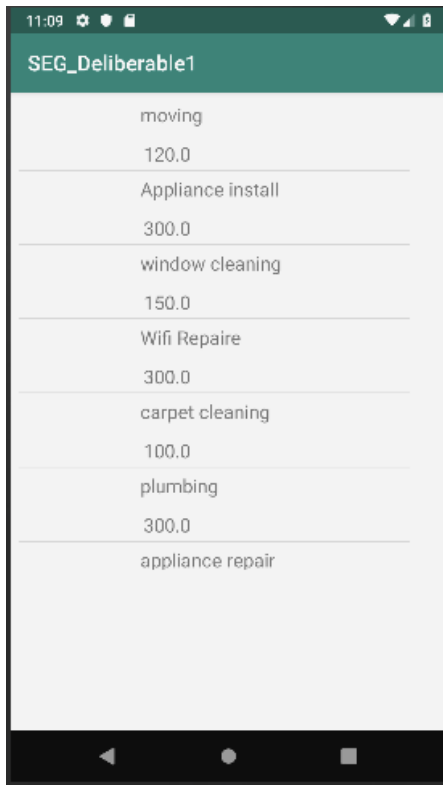 11:09
SEG_Deliberable1
moving
120.0
Appliance install
300.0
window cleaning
150.0
Wifi Repaire
300.0
carpet cleaning
100.0
plumbing
300.0
appliance repair